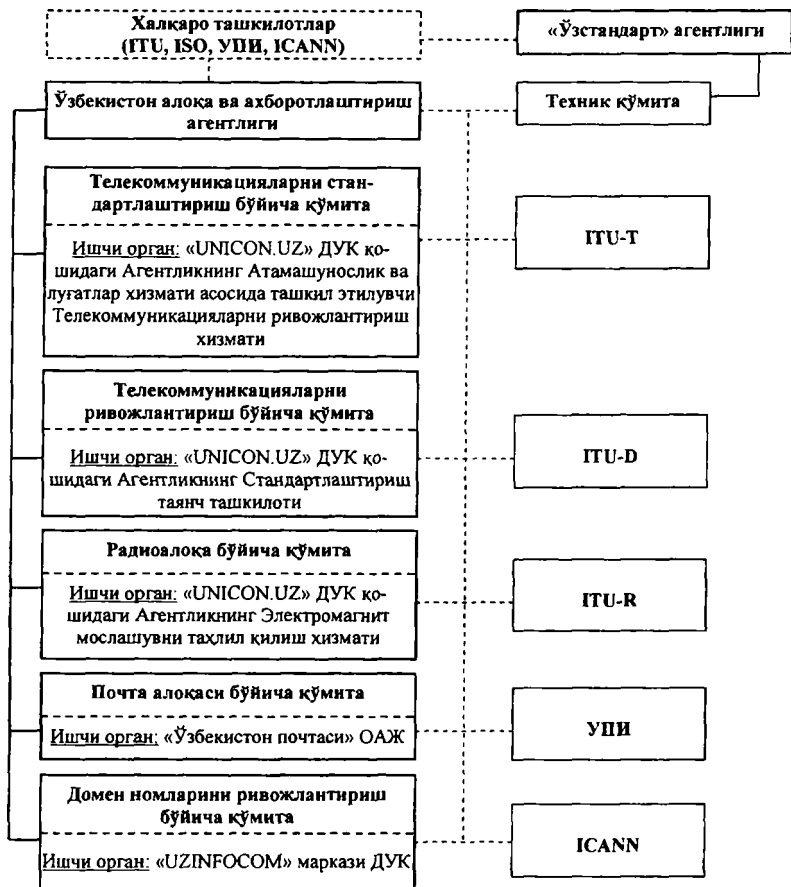 Халқаро ташкилотлар
(ITU, ISO, УПИ, ICANN)
«Ўзстандарт» агентлиги
Ўзбекистон алоқа ва ахборотлаштириш
агентлиги
Техник қўмита
Телекоммуникацияларни стан-
дартлаштириш бўйича қўмита
Ишчи орган: «UNICON.UZ» ДУК қо-
шидаги Агентликнинг Атамашунослик ва
луғатлар хизмати асосида ташкил этилувчи
Телекоммуникацияларни ривожлантириш
хизмати
ITU-T
Телекоммуникацияларни
ривожлантириш бўйича қўмита
Ишчи орган: «UNICON.UZ» ДУК қо-
шидаги Агентликнинг Стандартлаштириш
таянч ташкилоти
ITU-D
Радиоалоқа бўйича қўмита
Ишчи орган: «UNICON.UZ» ДУК қо-
шидаги Агентликнинг Электромагнит
мослашувни таҳлил қилиш хизмати
ITU-R
Почта алоқаси бўйича қўмита
Ишчи орган: «Ўзбекистон почтаси» ОАЖ
УПИ
Домен номларини ривожлантириш
бўйича қўмита
Ишчи орган: «UZINFOCOM» маркази ДУК
ICANN